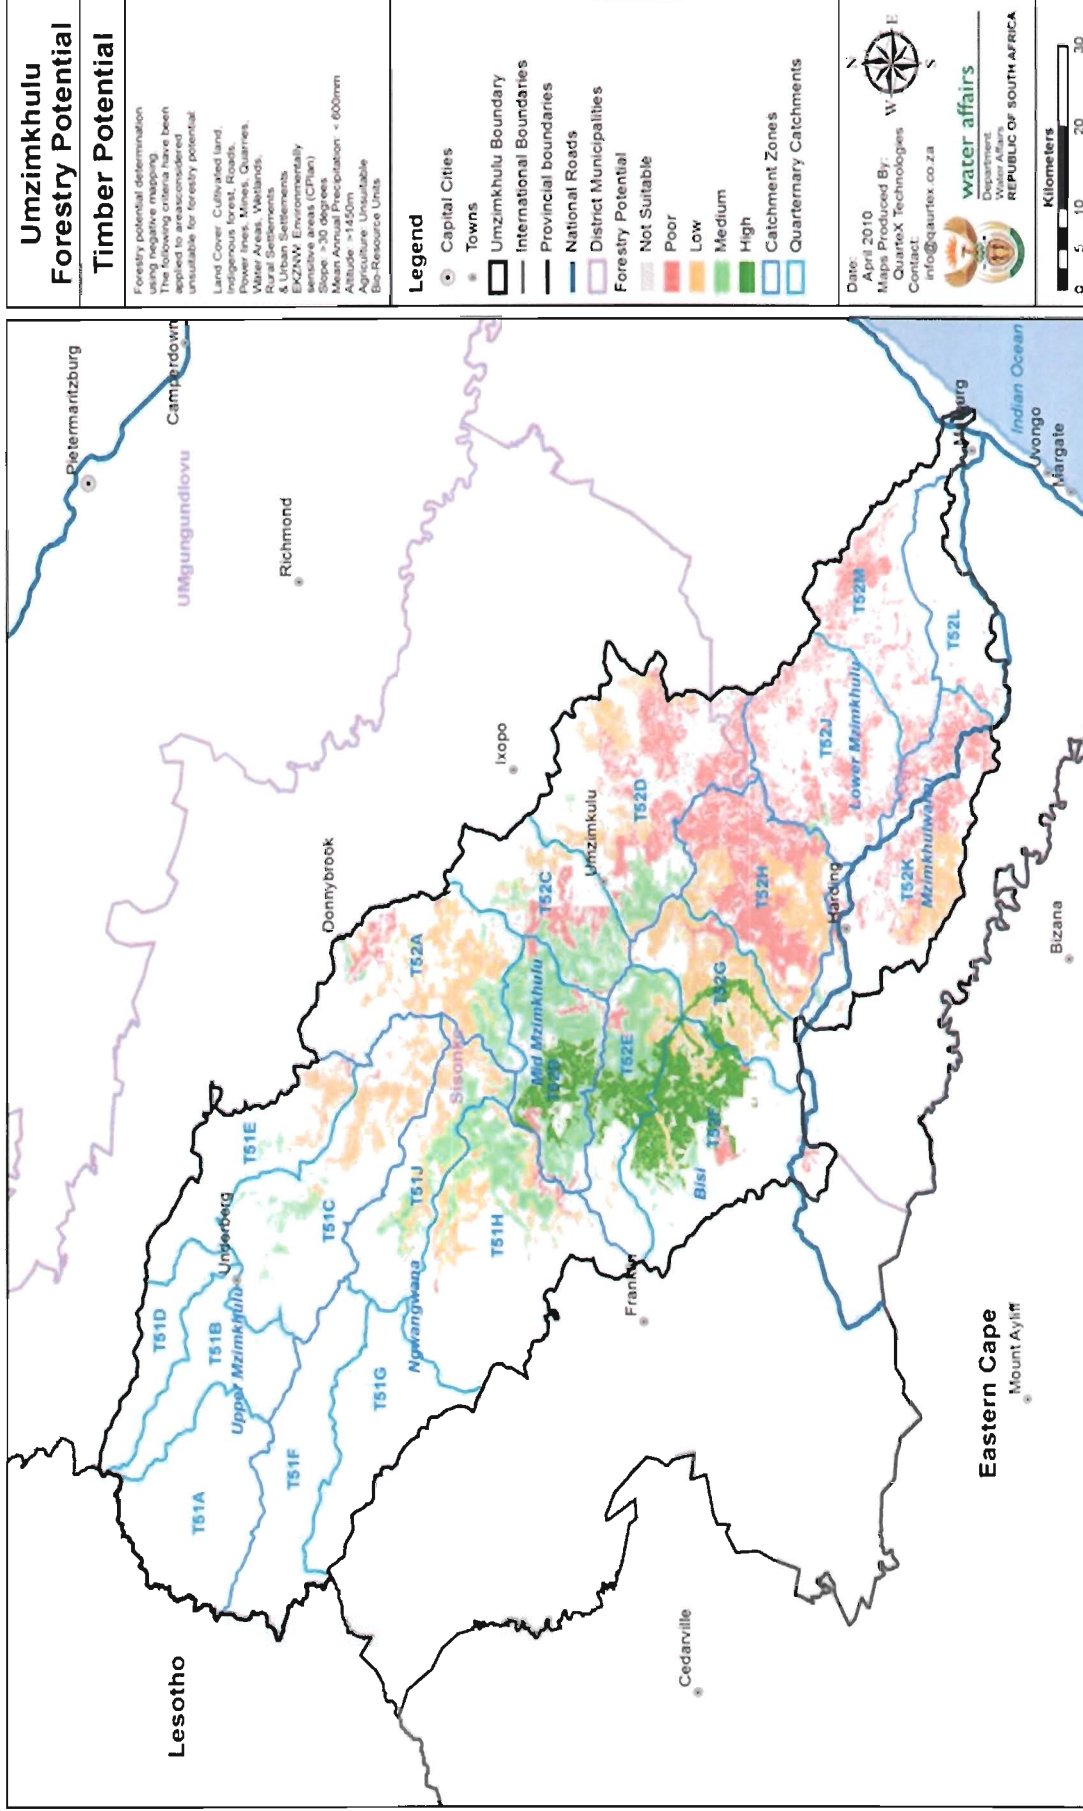 Umzimkhulu
Forestry Potential
Timber Potential
Forestry potential determination
using negative mapping
The following criteria have been
applied to areasconsidered
unsuitable for forestry potential:
Land Cover: Cultivated land,
Indigenous forest, Roads,
Power lines, Mines, Quarries,
Water Areas, Wetlands,
Rural Settlements
& Urban Settlements
EKZNW: Environmentally
sensitive areas (CPlan)
Slope: >30 degrees
Mean Annual Precipitation: < 600mm
Altitude >1450m
Agriculture: Unsuitable
Bio-Resource Units
Legend
Capital Cities
Towns
Umzimkhulu Boundary
International Boundaries
Provincial boundaries
National Roads
District Municipalities
Forestry Potential
Not Suitable
Poor
Low
Medium
High
Catchment Zones
Quarternary Catchments
Date:
April 2010
Maps Produced By:
QuarteX Technologies
Contact:
info@qaurtex.co.za
N
E
S
W
water affairs
Department
Water Affairs
REPUBLIC OF SOUTH AFRICA
Kilometers
0 5 10 20 30
Lesotho
Pietermaritzburg
Camperdown
UMgungundlovu
Richmond
Donnybrook
Ixopo
T51D
T51E
Underberg
T51B
Upper Mzimkhulu
T51A
T51C
T51F
T51G
T51J
Ngwangwana
T51H
Sisonke
T52A
Mid Mzimkhulu
T52D
T52C
Umzimkulu
T52D
T52E
Franklin
Bisi
T52F
T52G
T52H
Harding
T52J
Lower Mzimkhulu
T52K
Mzimkhulwana
T52M
T52L
Indian Ocean
Uvongo
Margate
Bizana
Cedarville
Eastern Cape
Mount Ayliff